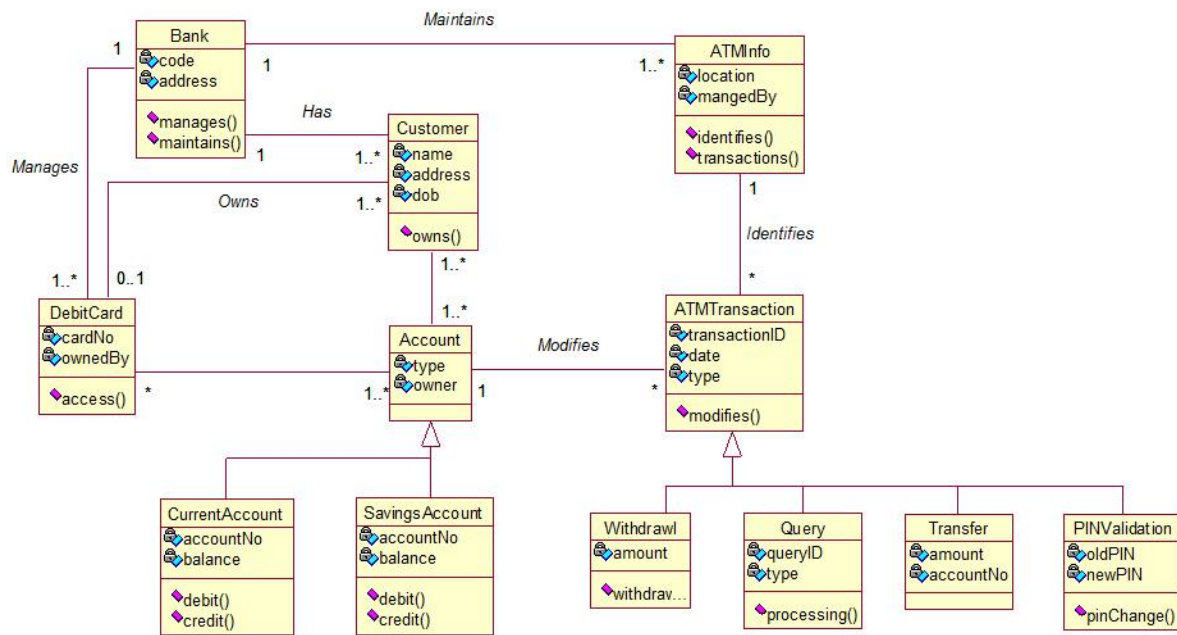 Maintains
Bank
code
address
manages()
maintains()
1
1
1..*
ATMInfo
location
mangedBy
identifies()
transactions()
Has
1
1..*
Customer
name
address
dob
owns()
Manages
Owns
1..*
1
Identifies
*
1..*
0..1
1..*
1..*
DebitCard
cardNo
ownedBy
access()
*
1..*
Account
type
owner
Modifies
1
*
ATMTransaction
transactionID
date
type
modifies()
CurrentAccount
accountNo
balance
debit()
credit()
SavingsAccount
accountNo
balance
debit()
credit()
Withdrawl
amount
withdraw...
Query
queryID
type
processing()
Transfer
amount
accountNo
PINValidation
oldPIN
newPIN
pinChange()